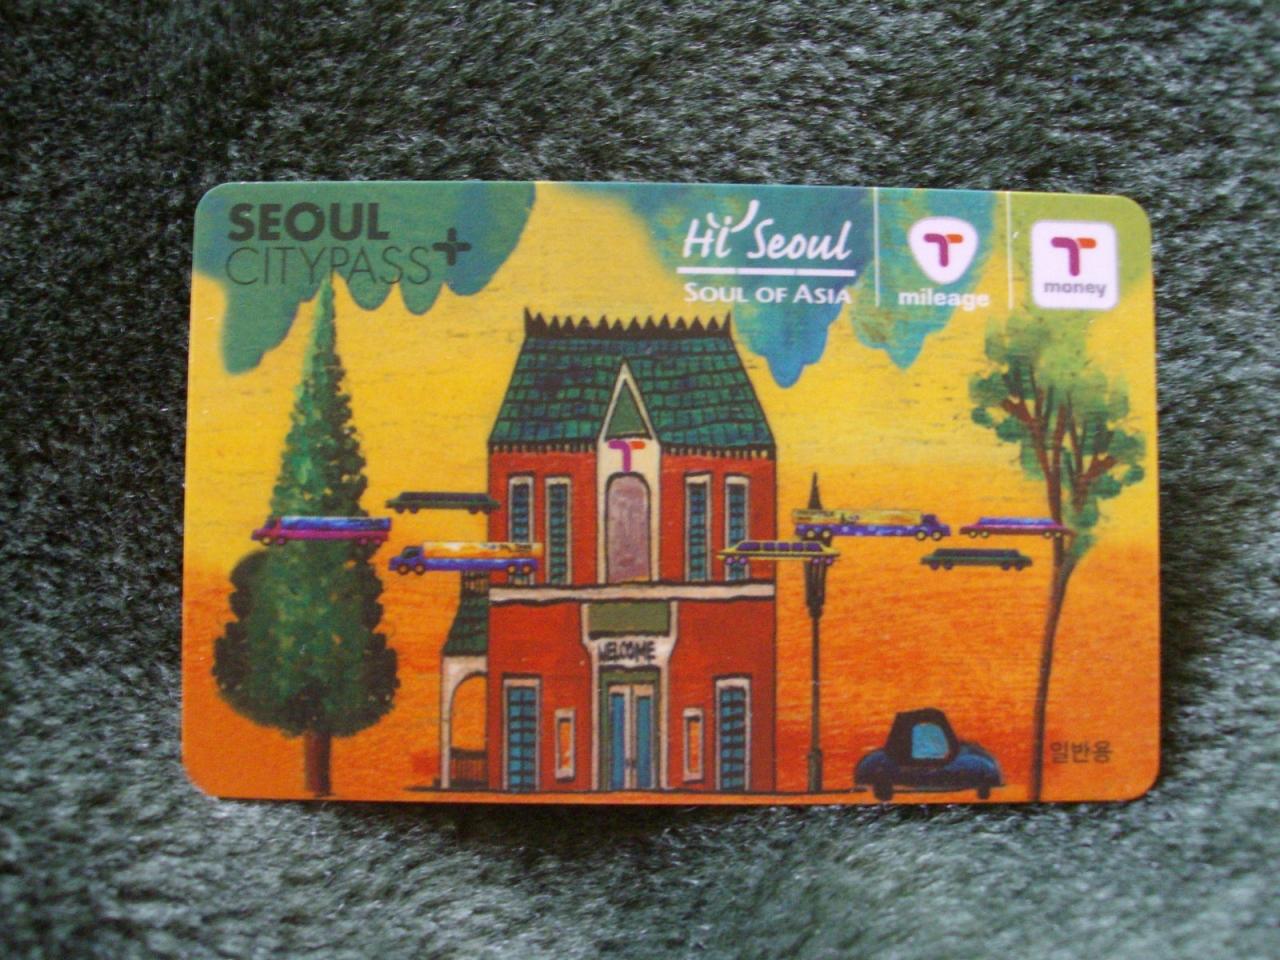 SEOUL
CITYPASS+
Hi Seoul
SOUL OF ASIA
T
mileage
T
money
T
WELCOME
일반용